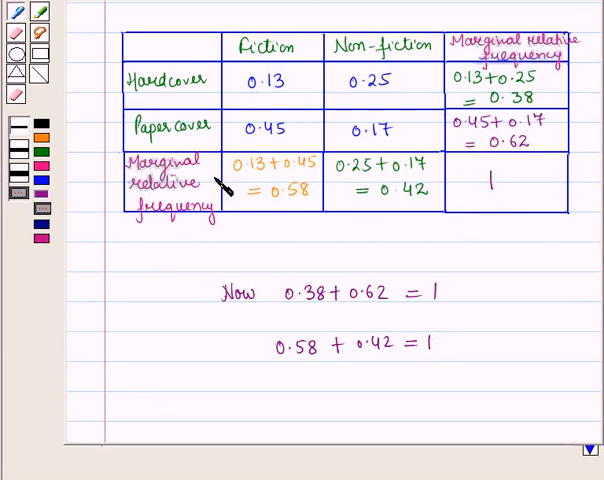 Fiction Non-fiction Marginal relative frequency
Hardcover 0.13 0.25 0.13+0.25 = 0.38
Papercover 0.45 0.17 0.45+0.17 = 0.62
Marginal relative frequency 0.13+0.45 = 0.58 0.25+0.17 = 0.42 1
Now 0.38+0.62 = 1
0.58 + 0.42 = 1